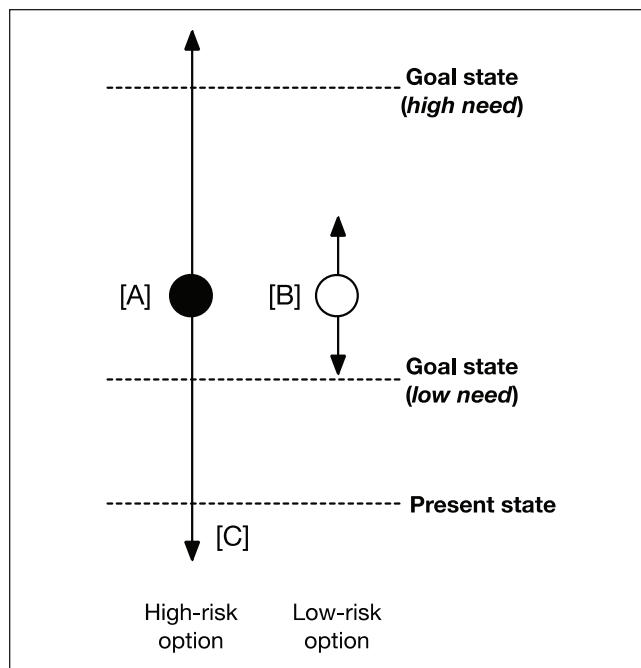 Goal state
(high need)
[A]
[B]
Goal state
(low need)
Present state
[C]
High-risk
option
Low-risk
option